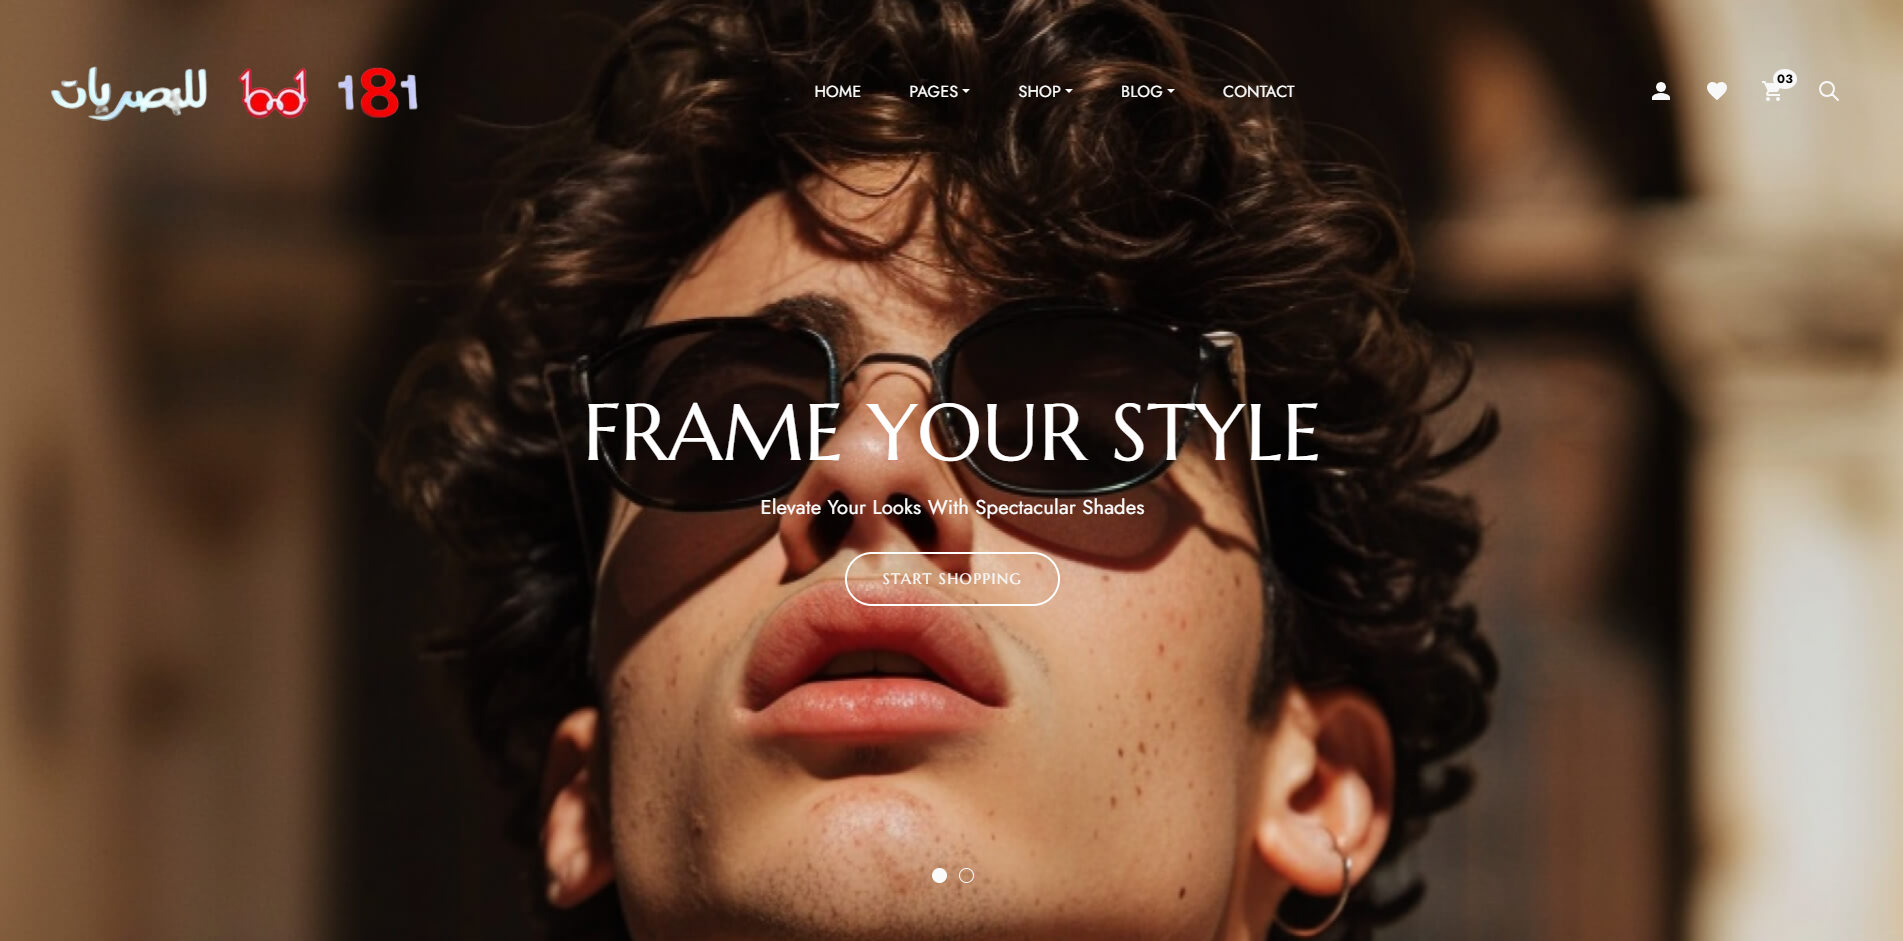 للبصريات 181
HOME PAGES SHOP BLOG CONTACT
03
FRAME YOUR STYLE
Elevate Your Looks With Spectacular Shades
START SHOPPING